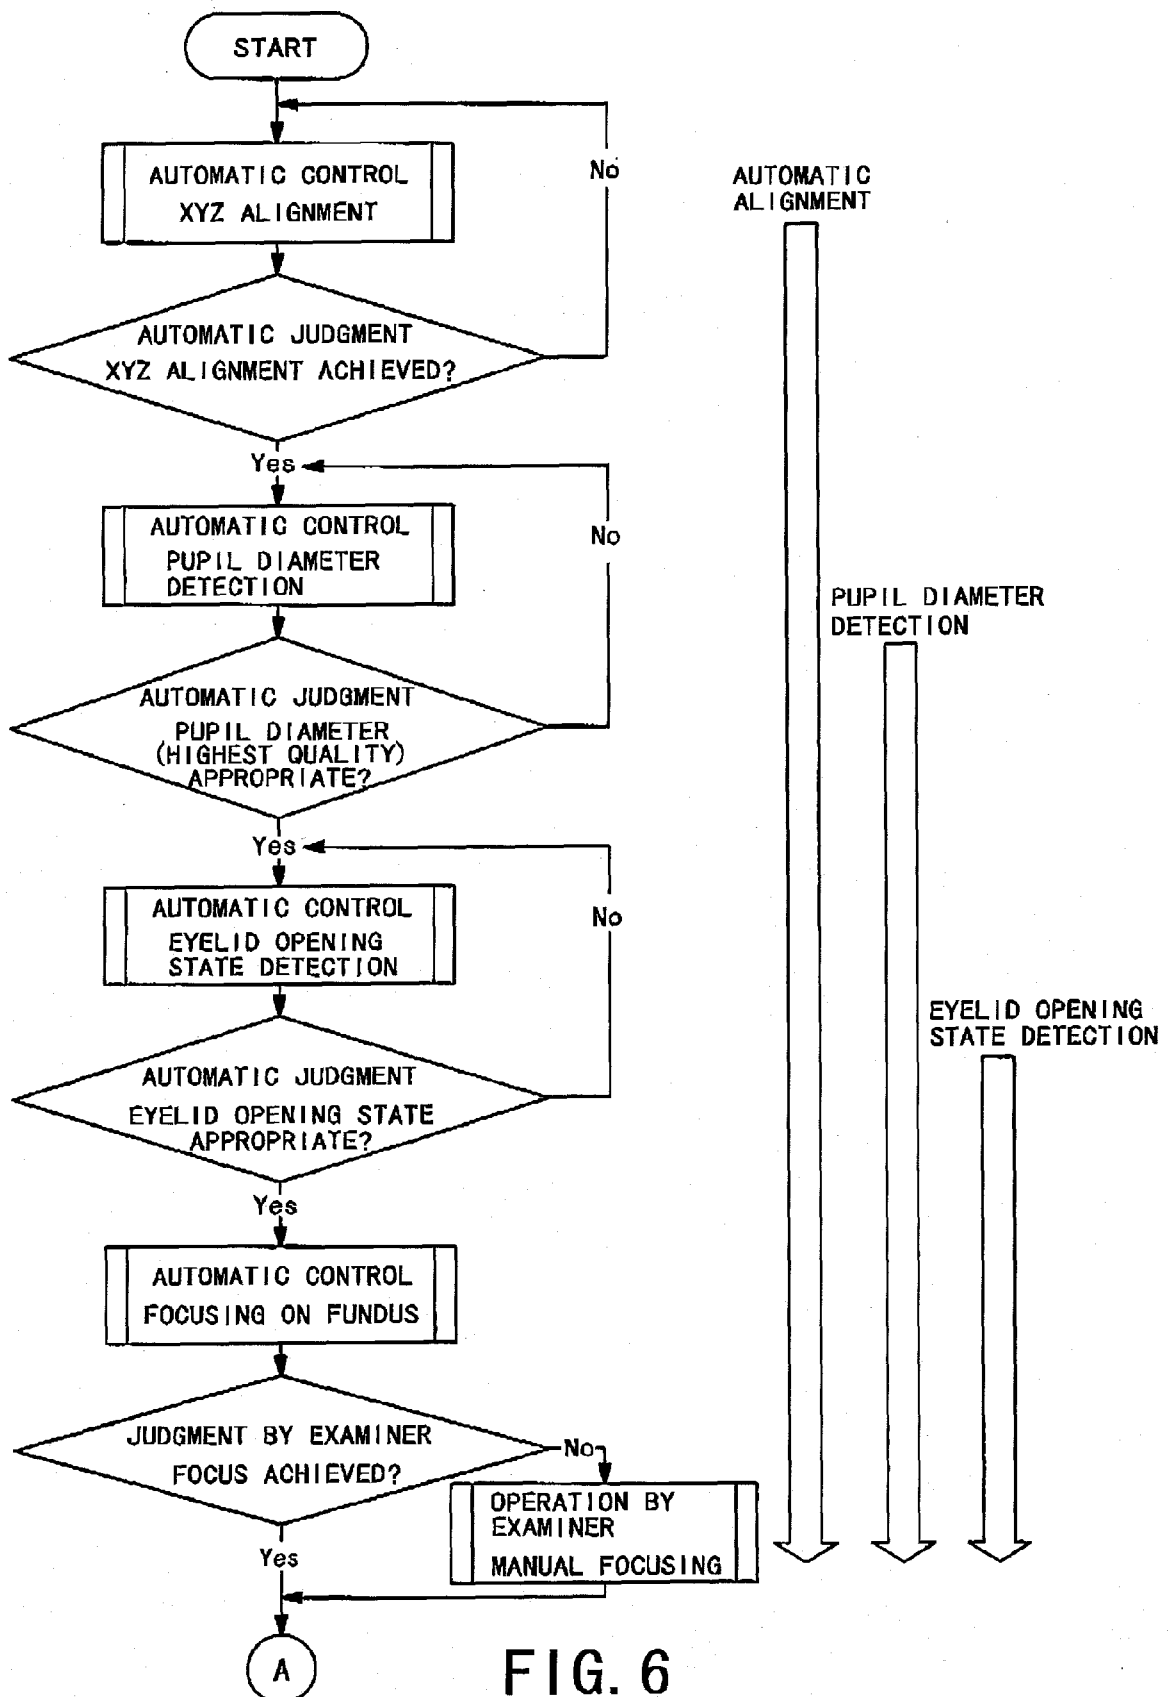 START
AUTOMATIC CONTROL
XYZ ALIGNMENT
No
AUTOMATIC JUDGMENT
XYZ ALIGNMENT ACHIEVED?
Yes
AUTOMATIC CONTROL
PUPIL DIAMETER
DETECTION
No
AUTOMATIC JUDGMENT
PUPIL DIAMETER
(HIGHEST QUALITY)
APPROPRIATE?
Yes
AUTOMATIC CONTROL
EYELID OPENING
STATE DETECTION
No
AUTOMATIC JUDGMENT
EYELID OPENING STATE
APPROPRIATE?
Yes
AUTOMATIC CONTROL
FOCUSING ON FUNDUS
JUDGMENT BY EXAMINER
FOCUS ACHIEVED?
No
OPERATION BY
EXAMINER
MANUAL FOCUSING
Yes
A
AUTOMATIC
ALIGNMENT
PUPIL DIAMETER
DETECTION
EYELID OPENING
STATE DETECTION
FIG. 6